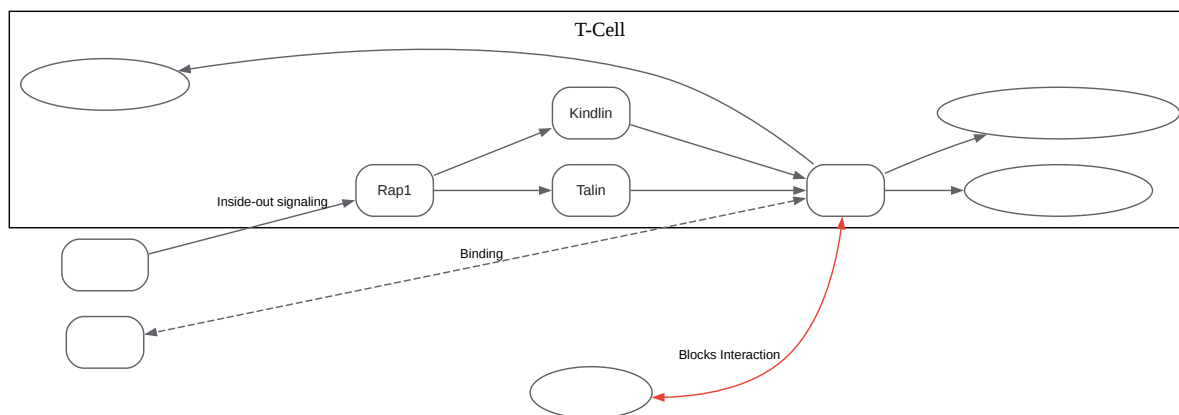 T-Cell
Kindlin
Rap1
Talin
Inside-out signaling
Binding
Blocks Interaction